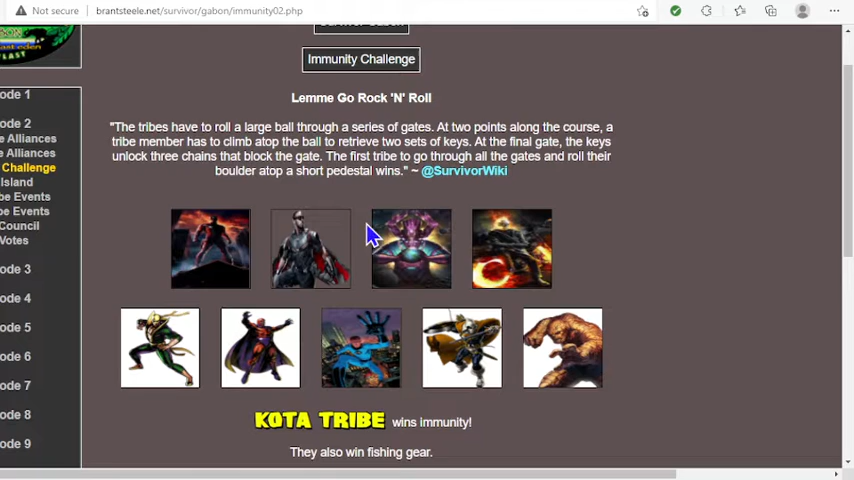 Not secure | brantsteele.net/survivor/gabon/immunity02.php
Immunity Challenge
ode 1
Lemme Go Rock 'N' Roll
ode 2
e Alliances
e Alliances
Challenge
Island
be Events
be Events
Council
Votes
ode 3
ode 4
ode 5
ode 6
ode 7
ode 8
ode 9
"The tribes have to roll a large ball through a series of gates. At two points along the course, a
tribe member has to climb atop the ball to retrieve two sets of keys. At the final gate, the keys
unlock three chains that block the gate. The first tribe to go through all the gates and roll their
boulder atop a short pedestal wins." ~ @SurvivorWiki
KOTA TRIBE wins immunity!
They also win fishing gear.